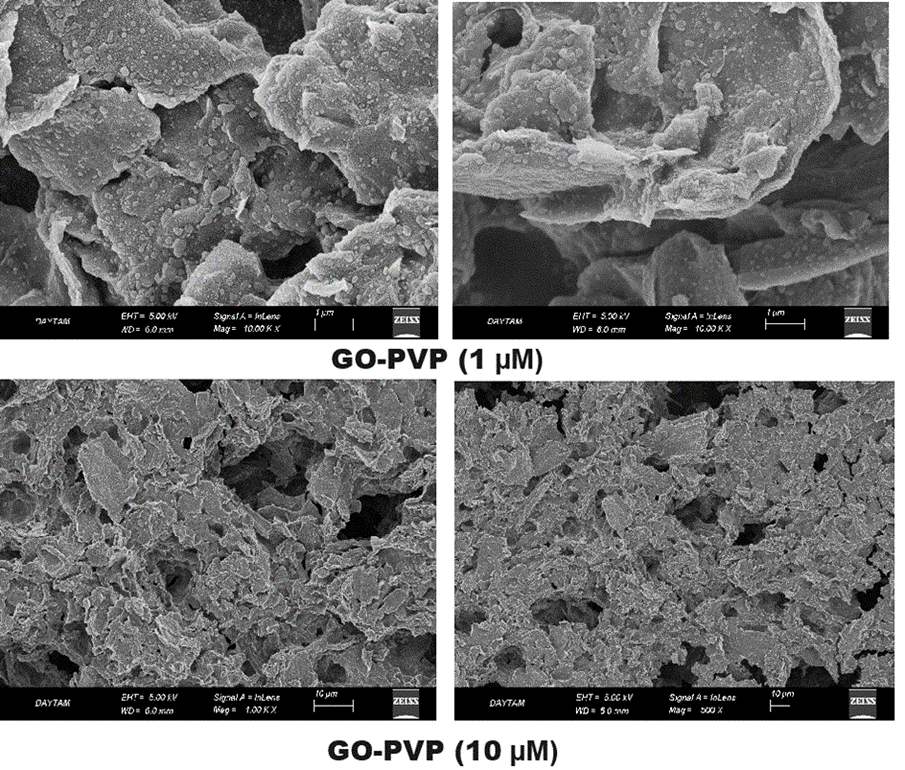 DAYTAM
EHT = 5.00 kV
WD = 6.0 mm
Signal A = InLens
Mag = 10.00 K X
1 µm
ZEISS
DAYTAM
EHT = 5.00 kV
WD = 6.0 mm
Signal A = InLens
Mag = 10.00 K X
1 µm
ZEISS
GO-PVP (1 µM)
DAYTAM
EHT = 5.00 kV
WD = 6.0 mm
Signal A = InLens
Mag = 1.00 K X
10 µm
ZEISS
DAYTAM
EHT = 5.00 kV
WD = 5.0 mm
Signal A = InLens
Mag = 500 X
10 µm
ZEISS
GO-PVP (10 µM)